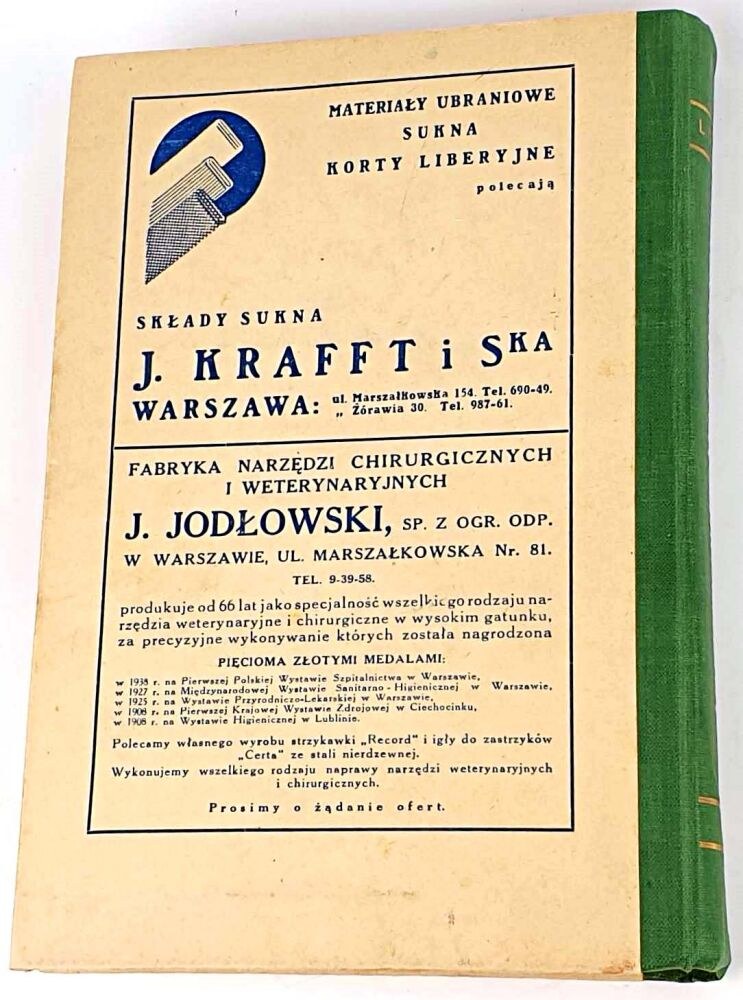 MATERIAŁY UBRANIOWE
SUKNA
KORTY LIBERYJNE
polecają
SKŁADY SUKNA
J. KRAFFT i SKA
WARSZAWA: ul. Marszałkowska 154. Tel. 690-49.
„ Żórawia 30. Tel. 987-61.
FABRYKA NARZĘDZI CHIRURGICZNYCH
I WETERYNARYJNYCH
J. JODŁOWSKI, SP. Z OGR. ODP.
W WARSZAWIE, UL. MARSZAŁKOWSKA Nr. 81.
TEL. 9-39-58.
produkuje od 66 lat jako specjalność wszelkiego rodzaju na-
rzędzia weterynaryjne i chirurgiczne w wysokim gatunku,
za precyzyjne wykonywanie których została nagrodzona
PIĘCIOMA ZŁOTYMI MEDALAMI:
w 1938 r. na Pierwszej Polskiej Wystawie Szpitalnictwa w Warszawie,
w 1927 r. na Międzynarodowej Wystawie Sanitarno-Higienicznej w Warszawie,
w 1925 r. na Wystawie Przyrodniczo-Lekarskiej w Warszawie,
w 1908 r. na Pierwszej Krajowej Wystawie Zdrojowej w Ciechocinku,
w 1908 r. na Wystawie Higienicznej w Lublinie.
Polecamy własnego wyrobu strzykawki „Record" i igły do zastrzyków
„Certa" ze stali nierdzewnej.
Wykonujemy wszelkiego rodzaju naprawy narzędzi weterynaryjnych
i chirurgicznych.
Prosimy o żądanie ofert.